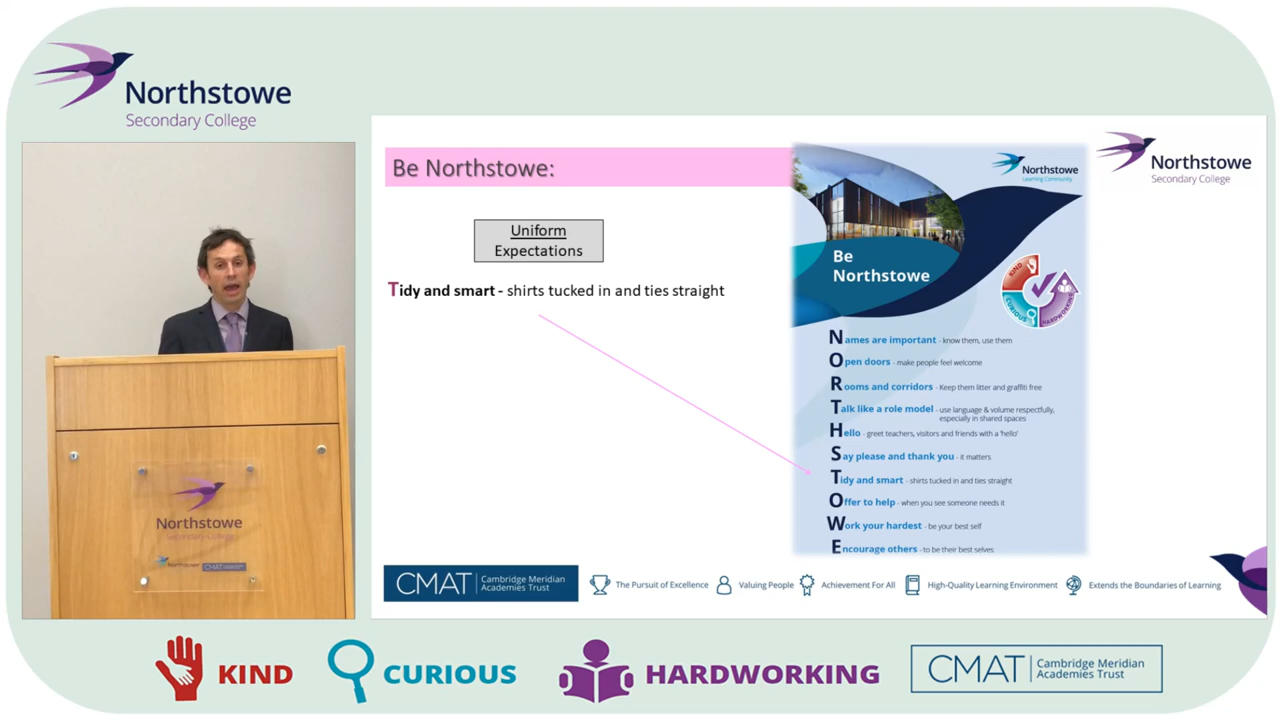 Northstowe
Secondary College
Be Northstowe:
Uniform
Expectations
Tidy and smart - shirts tucked in and ties straight
Northstowe
Learning Community
Be
Northstowe
KIND
CURIOUS
HARDWORKING
Names are important - know them, use them
Open doors - make people feel welcome
Rooms and corridors - Keep them litter and graffiti free
Talk like a role model - use language & volume respectfully,
especially in shared spaces
Hello - greet teachers, visitors and friends with a 'hello'
Say please and thank you - it matters
Tidy and smart - shirts tucked in and ties straight
Offer to help - when you see someone needs it
Work your hardest - be your best self
Encourage others - to be their best selves
Northstowe
Secondary College
Northstowe
Secondary College
Northstowe
CMAT
CMAT
Cambridge Meridian
Academies Trust
The Pursuit of Excellence
Valuing People
Achievement For All
High-Quality Learning Environment
Extends the Boundaries of Learning
KIND
CURIOUS
HARDWORKING
CMAT
Cambridge Meridian
Academies Trust